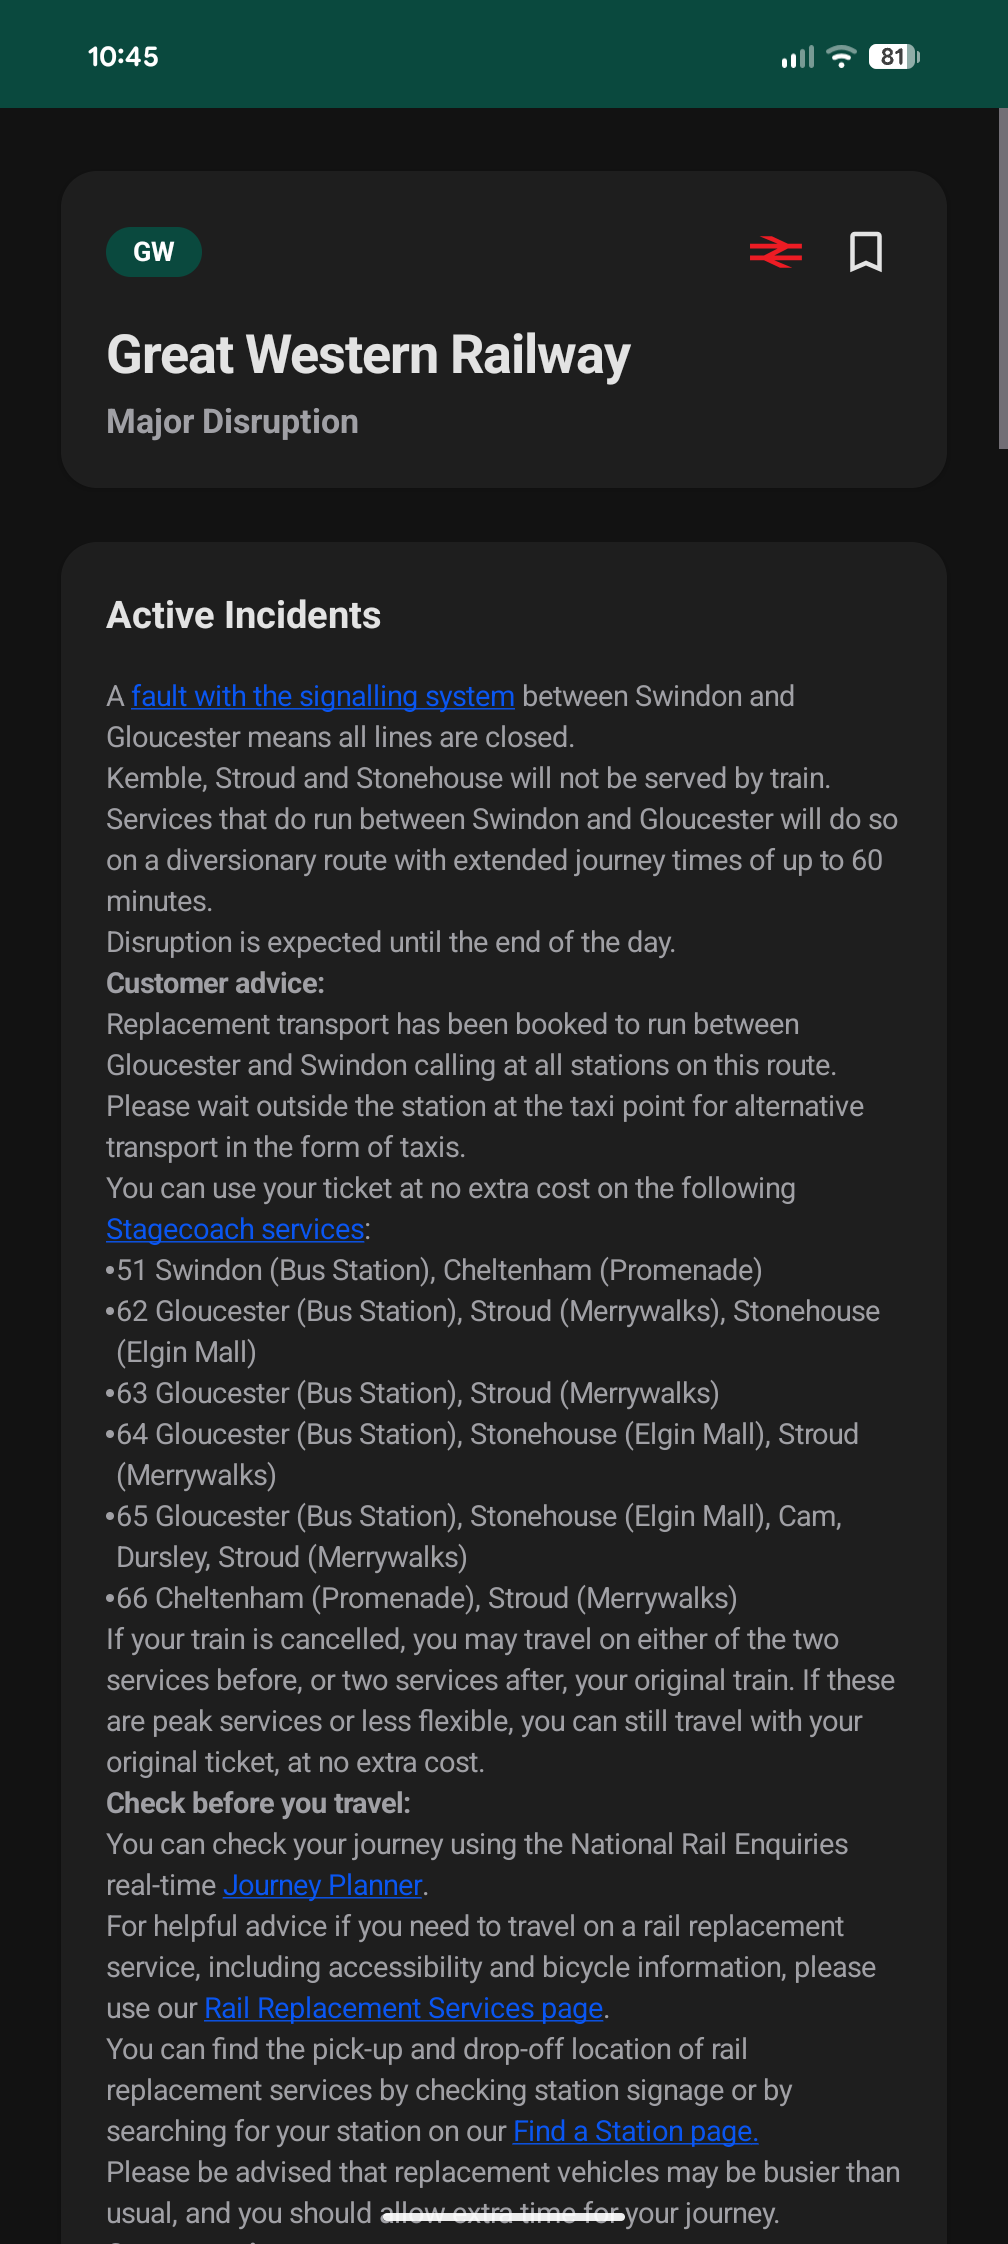 10:45
81
GW
Great Western Railway
Major Disruption
Active Incidents
A fault with the signalling system between Swindon and
Gloucester means all lines are closed.
Kemble, Stroud and Stonehouse will not be served by train.
Services that do run between Swindon and Gloucester will do so
on a diversionary route with extended journey times of up to 60
minutes.
Disruption is expected until the end of the day.
Customer advice:
Replacement transport has been booked to run between
Gloucester and Swindon calling at all stations on this route.
Please wait outside the station at the taxi point for alternative
transport in the form of taxis.
You can use your ticket at no extra cost on the following
Stagecoach services:
•51 Swindon (Bus Station), Cheltenham (Promenade)
•62 Gloucester (Bus Station), Stroud (Merrywalks), Stonehouse
(Elgin Mall)
•63 Gloucester (Bus Station), Stroud (Merrywalks)
•64 Gloucester (Bus Station), Stonehouse (Elgin Mall), Stroud
(Merrywalks)
•65 Gloucester (Bus Station), Stonehouse (Elgin Mall), Cam,
Dursley, Stroud (Merrywalks)
•66 Cheltenham (Promenade), Stroud (Merrywalks)
If your train is cancelled, you may travel on either of the two
services before, or two services after, your original train. If these
are peak services or less flexible, you can still travel with your
original ticket, at no extra cost.
Check before you travel:
You can check your journey using the National Rail Enquiries
real-time Journey Planner.
For helpful advice if you need to travel on a rail replacement
service, including accessibility and bicycle information, please
use our Rail Replacement Services page.
You can find the pick-up and drop-off location of rail
replacement services by checking station signage or by
searching for your station on our Find a Station page.
Please be advised that replacement vehicles may be busier than
usual, and you should allow extra time for your journey.